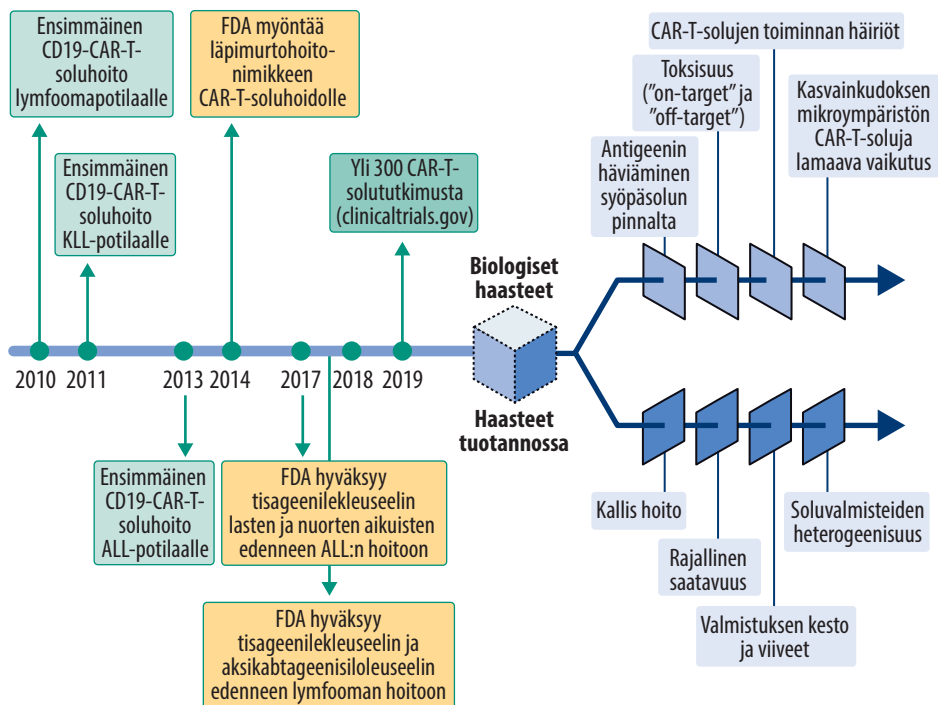 Ensimmäinen
CD19-CAR-T-
soluhoito
lymfoomapotilaalle
FDA myöntää
läpimurtohoito-
nimikkeen
CAR-T-soluhoidolle
Ensimmäinen
CD19-CAR-T-
soluhoito
KLL-potilaalle
Yli 300 CAR-T-
solututkimusta
(clinicaltrials.gov)
2010 2011 2013 2014 2017 2018 2019
Ensimmäinen
CD19-CAR-T-
soluhoito
ALL-potilaalle
FDA hyväksyy
tisageenilekleuseelin
lasten ja nuorten aikuisten
edenneen ALL:n hoitoon
FDA hyväksyy
tisageenilekleuseelin ja
aksikabtageenisiloleuseelin
edenneen lymfooman hoitoon
Biologiset
haasteet
Haasteet
tuotannossa
CAR-T-solujen toiminnan häiriöt
Toksisuus
(”on-target” ja
”off-target”)
Kasvainkudoksen
mikroympäristön
CAR-T-soluja
lamaava vaikutus
Antigeenin
häviäminen
syöpäsolun
pinnalta
Kallis hoito
Rajallinen
saatavuus
Valmistuksen kesto
ja viiveet
Soluvalmisteiden
heterogeenisuus